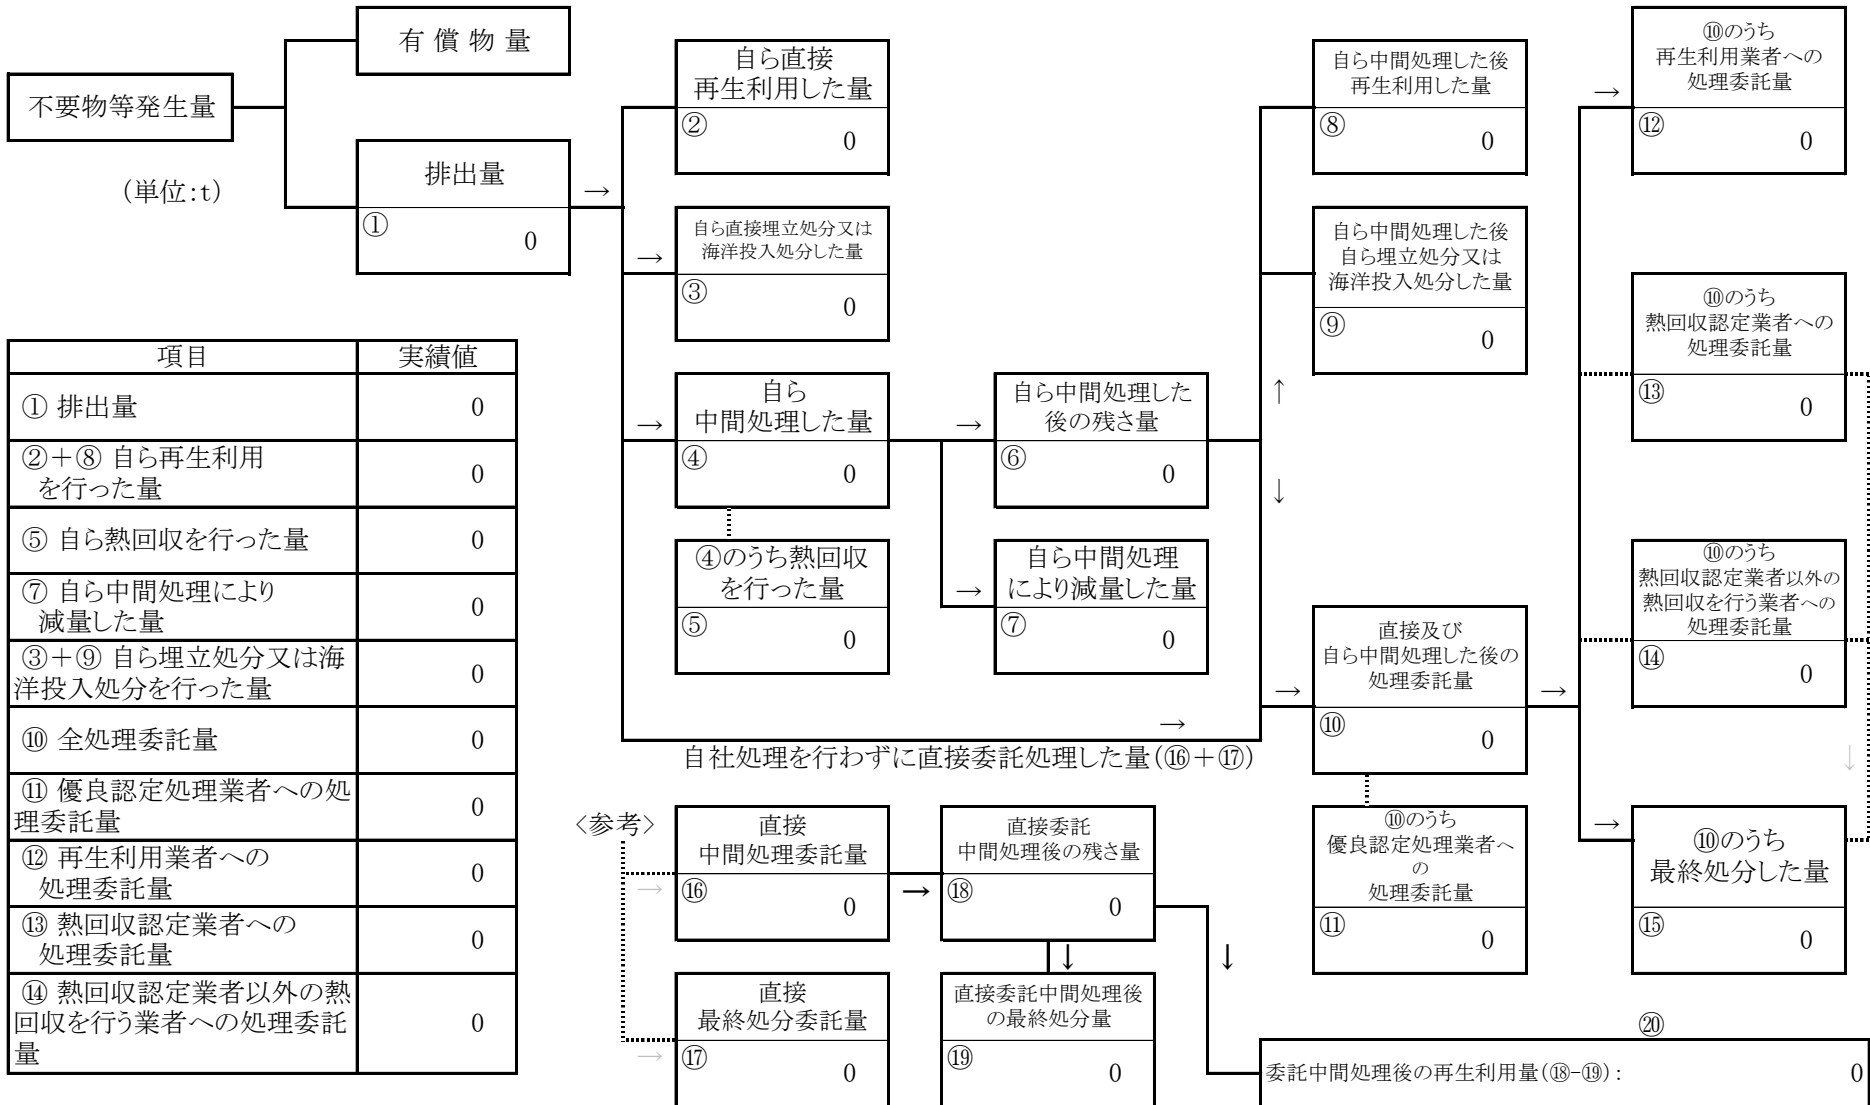 有 償 物 量
不要物等発生量
(単位:t)
排出量
①
0
→
自ら直接
再生利用した量
②
0
→
自ら直接埋立処分又は
海洋投入処分した量
③
0
→
自ら
中間処理した量
④
0
④のうち熱回収
を行った量
⑤
0
→
自ら中間処理した
後の残さ量
⑥
0
→
自ら中間処理
により減量した量
⑦
0
自ら中間処理した後
再生利用した量
⑧
0
自ら中間処理した後
自ら埋立処分又は
海洋投入処分した量
⑨
0
↑
↓
→
直接及び
自ら中間処理した後の
処理委託量
⑩
0
→
→
自社処理を行わずに直接委託処理した量(⑯+⑰)
⑩のうち
優良認定処理業者へ
の
処理委託量
⑪
0
→
⑩のうち
再生利用業者への
処理委託量
⑫
0
⑩のうち
熱回収認定業者への
処理委託量
⑬
0
⑩のうち
熱回収認定業者以外の
熱回収を行う業者への
処理委託量
⑭
0
↓
→
⑩のうち
最終処分した量
⑮
0
項目 実績値
① 排出量 0
②+⑧ 自ら再生利用
を行った量 0
⑤ 自ら熱回収を行った量 0
⑦ 自ら中間処理により
減量した量 0
③+⑨ 自ら埋立処分又は海
洋投入処分を行った量 0
⑩ 全処理委託量 0
⑪ 優良認定処理業者への処
理委託量 0
⑫ 再生利用業者への
処理委託量 0
⑬ 熱回収認定業者への
処理委託量 0
⑭ 熱回収認定業者以外の熱
回収を行う業者への処理委託
量 0
<参考>
→
直接
中間処理委託量
⑯
0
→
直接委託
中間処理後の残さ量
⑱
0
↓
↓
→
直接
最終処分委託量
⑰
0
直接委託中間処理後
の最終処分量
⑲
0
⑳
委託中間処理後の再生利用量(⑱-⑲): 0